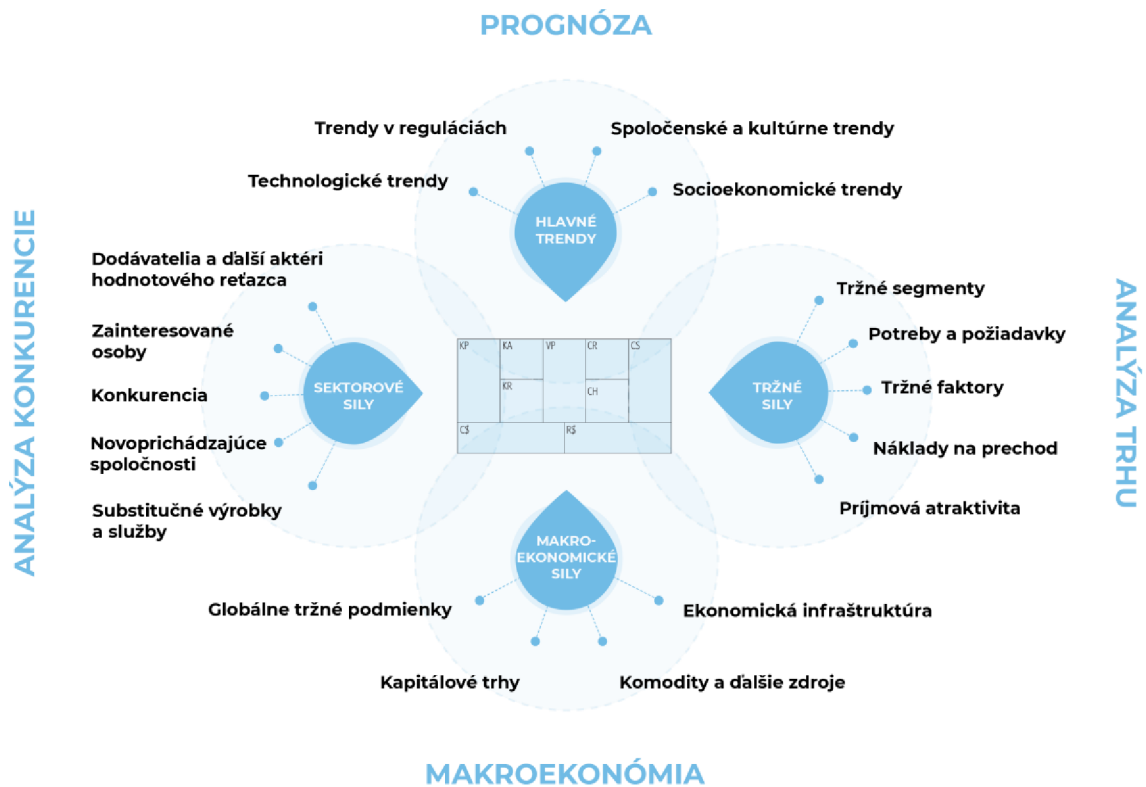 PROGNÓZA
Trendy v reguláciách
Spoločenské a kultúrne trendy
Technologické trendy
Socioekonomické trendy
HLAVNÉ
TRENDY
ANALÝZA KONKURENCIE
Dodávatelia a ďalší aktéri
hodnotového reťazca
Zainteresované
osoby
Konkurencia
Novoprichádzajúce
spoločnosti
Substitučné výrobky
a služby
SEKTOROVÉ
SILY
KP
KA
VP
CR
CS
KR
CH
C$
R$
TRŽNÉ
SILY
Tržné segmenty
Potreby a požiadavky
Tržné faktory
Náklady na prechod
Príjmová atraktivita
ANALÝZA TRHU
MAKRO-
EKONOMICKÉ
SILY
Globálne tržné podmienky
Ekonomická infraštruktúra
Kapitálové trhy
Komodity a ďalšie zdroje
MAKROEKONÓMIA